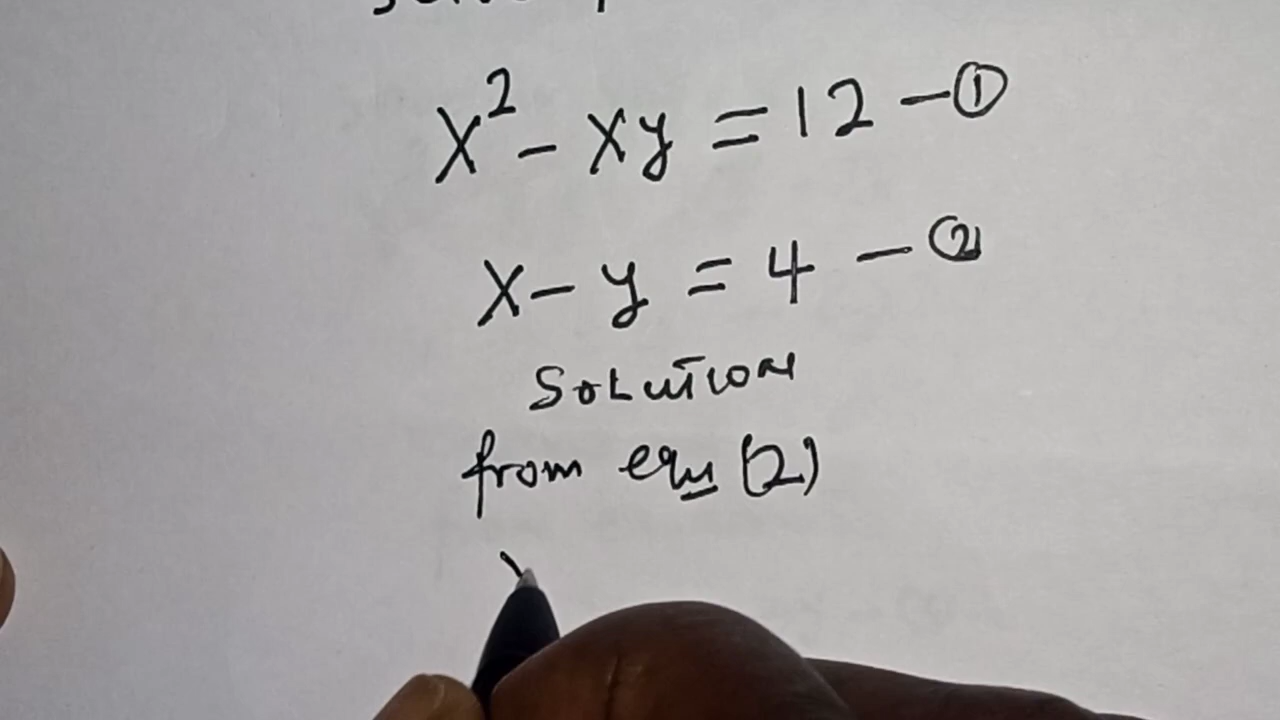 x² - xy = 12 - ①
x - y = 4 - ②
Solution
from eqn (2)